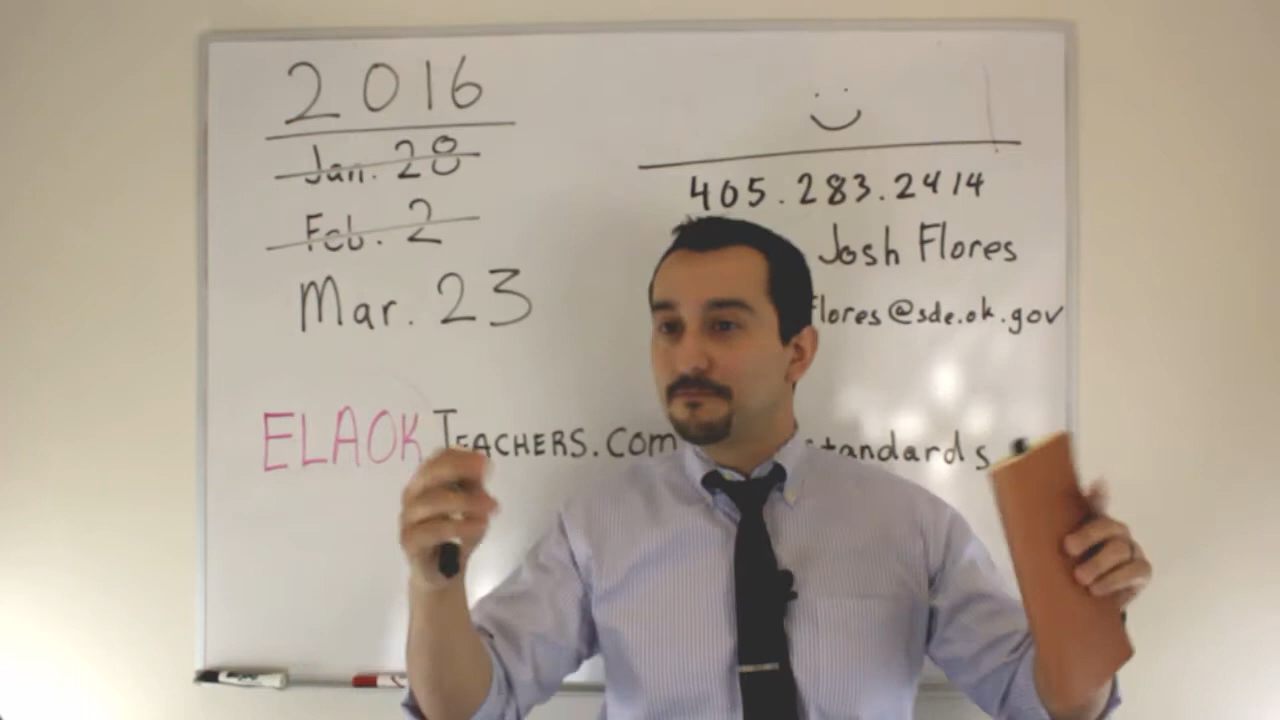 2016
Jan. 28
Feb. 2
Mar. 23
405.283.2414
Josh Flores
Flores@sde.ok.gov
ELAOK TEACHERS.COM standards